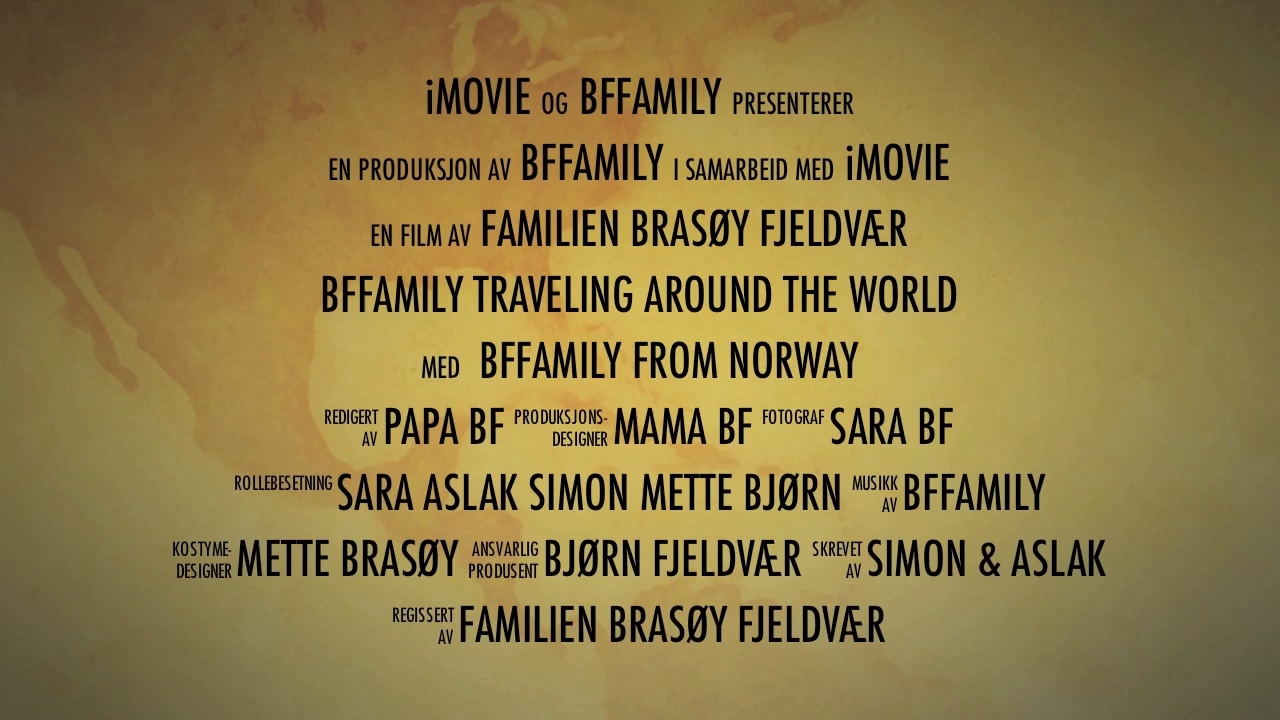 iMOVIE OG BFFAMILY PRESENTERER
EN PRODUKSJON AV BFFAMILY I SAMARBEID MED iMOVIE
EN FILM AV FAMILIEN BRASØY FJELDVÆR
BFFAMILY TRAVELING AROUND THE WORLD
MED BFFAMILY FROM NORWAY
REDIGERT AV PAPA BF PRODUKSJONS-DESIGNER MAMA BF FOTOGRAF SARA BF
ROLLEBESETNING SARA ASLAK SIMON METTE BJØRN MUSIKK AV BFFAMILY
KOSTYME-DESIGNER METTE BRASØY ANSVARLIG PRODUSENT BJØRN FJELDVÆR SKREVET AV SIMON & ASLAK
REGISSERT AV FAMILIEN BRASØY FJELDVÆR